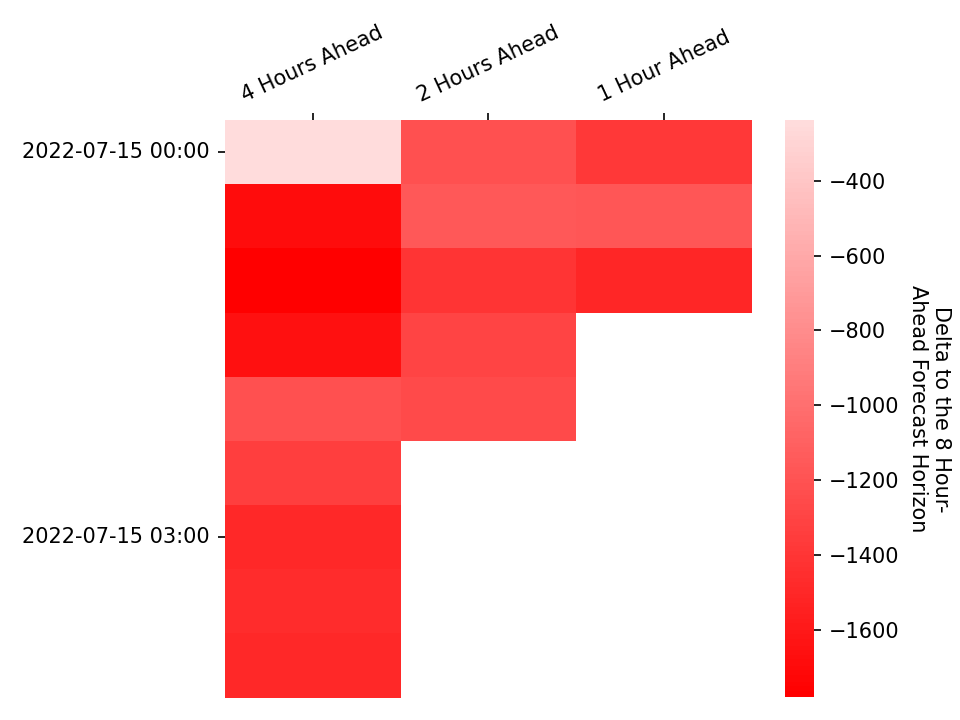 4 Hours Ahead
2 Hours Ahead
1 Hour Ahead
2022-07-15 00:00
2022-07-15 03:00
−400
−600
−800
−1000
−1200
−1400
−1600
Delta to the 8 Hour-
Ahead Forecast Horizon